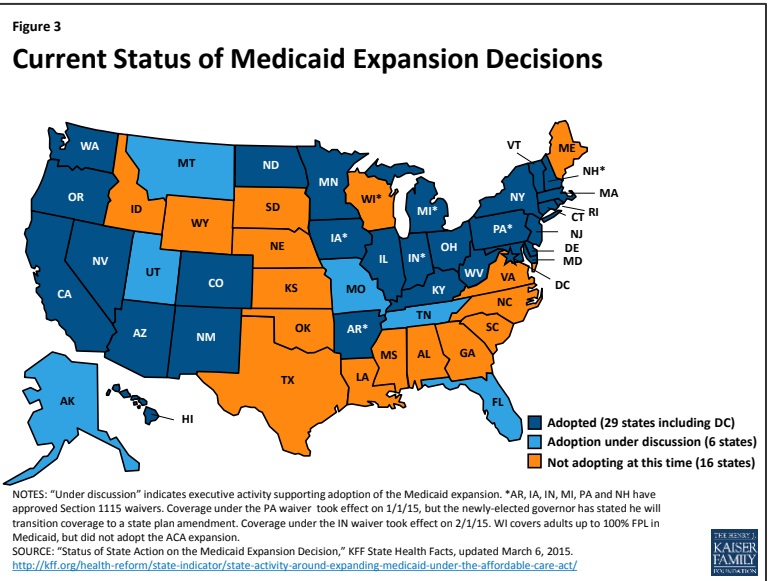 Figure 3
Current Status of Medicaid Expansion Decisions
WA
MT
ND
MN
VT
ME
NH*
MA
OR
ID
WY
SD
WI*
MI*
NY
RI
CT
NJ
DE
MD
DC
NV
UT
CO
NE
IA*
IL
IN*
OH
PA*
WV
VA
CA
AZ
NM
KS
MO
KY
NC
TN
SC
OK
AR*
TX
LA
MS
AL
GA
FL
AK
HI
Adopted (29 states including DC)
Adoption under discussion (6 states)
Not adopting at this time (16 states)
NOTES: “Under discussion” indicates executive activity supporting adoption of the Medicaid expansion. *AR, IA, IN, MI, PA and NH have
approved Section 1115 waivers. Coverage under the PA waiver took effect on 1/1/15, but the newly-elected governor has stated he will
transition coverage to a state plan amendment. Coverage under the IN waiver took effect on 2/1/15. WI covers adults up to 100% FPL in
Medicaid, but did not adopt the ACA expansion.
SOURCE: “Status of State Action on the Medicaid Expansion Decision,” KFF State Health Facts, updated March 6, 2015.
http://kff.org/health-reform/state-indicator/state-activity-around-expanding-medicaid-under-the-affordable-care-act/
THE HENRY J.
KAISER
FAMILY
FOUNDATION